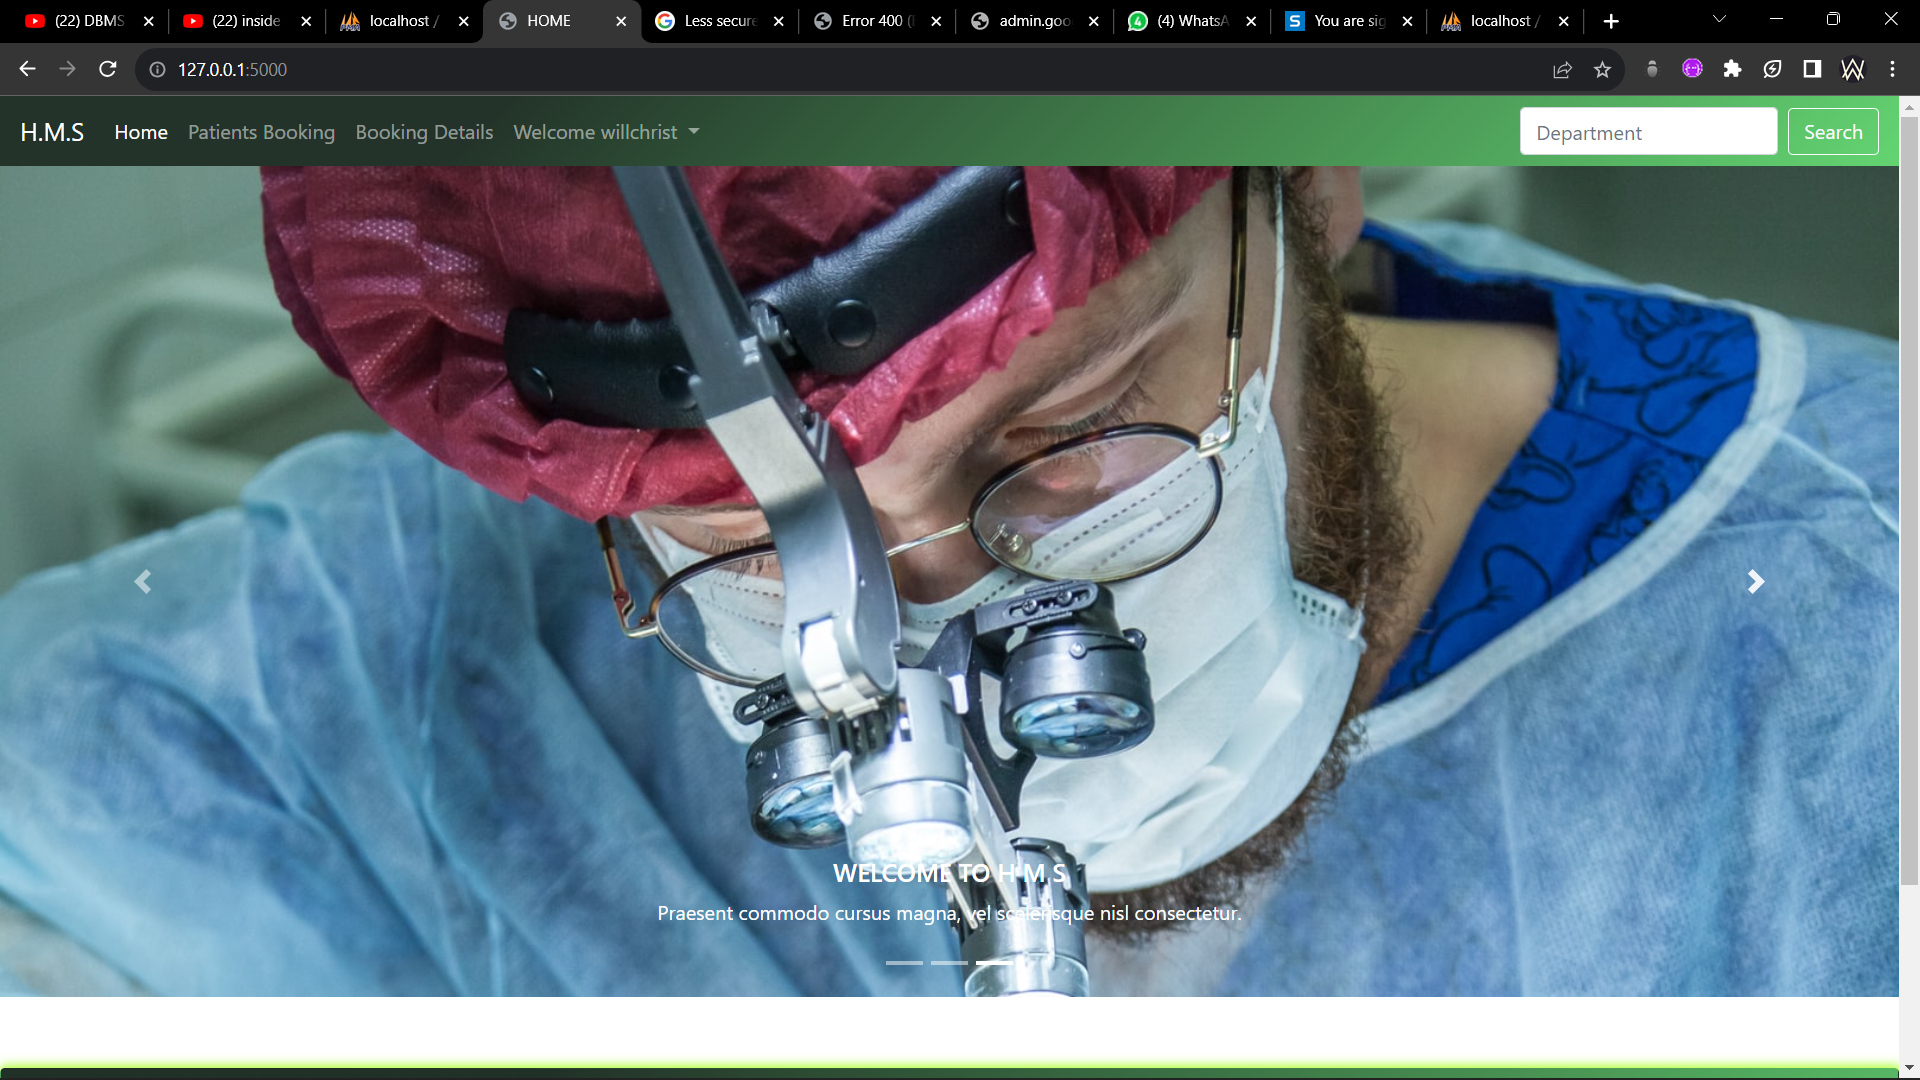 (22) DBMS
(22) inside
localhost /
HOME
Less secure
Error 400 (
admin.goo
(4) WhatsA
You are sig
localhost /
127.0.0.1:5000
H.M.S
Home
Patients Booking
Booking Details
Welcome willchrist
Department
Search
WELCOME TO H.M.S
Praesent commodo cursus magna, vel scelerisque nisl consectetur.